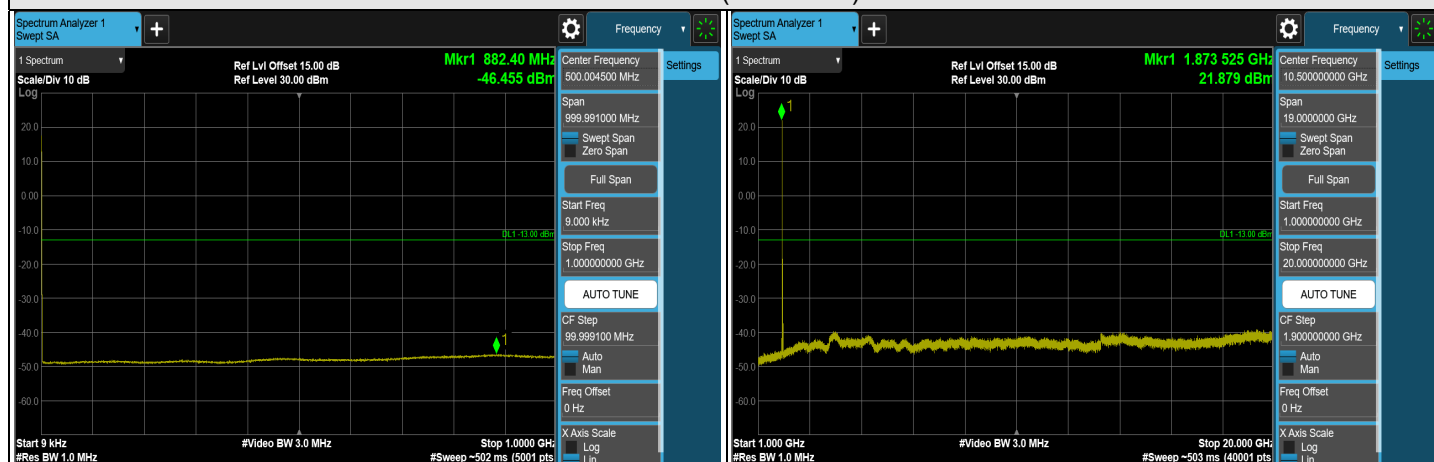 Spectrum Analyzer 1
Swept SA
+
Frequency
1 Spectrum
Scale/Div 10 dB
Ref Lvl Offset 15.00 dB
Ref Level 30.00 dBm
Mkr1 882.40 MHz
-46.455 dBm
Log
20.0
10.0
0.00
-10.0
-20.0
-30.0
-40.0
-50.0
-60.0
DL1 -13.00 dBm
1
Start 9 kHz
#Res BW 1.0 MHz
#Video BW 3.0 MHz
Stop 1.0000 GHz
#Sweep ~502 ms (5001 pts
Center Frequency
500.004500 MHz
Settings
Span
999.991000 MHz
Swept Span
Zero Span
Full Span
Start Freq
9.000 kHz
Stop Freq
1.000000000 GHz
AUTO TUNE
CF Step
99.999100 MHz
Auto
Man
Freq Offset
0 Hz
X Axis Scale
Log
Lin
Spectrum Analyzer 1
Swept SA
+
Frequency
1 Spectrum
Scale/Div 10 dB
Ref Lvl Offset 15.00 dB
Ref Level 30.00 dBm
Mkr1 1.873 525 GHz
21.879 dBm
Log
1
20.0
10.0
0.00
-10.0
-20.0
-30.0
-40.0
-50.0
-60.0
DL1 -13.00 dBm
Start 1.000 GHz
#Res BW 1.0 MHz
#Video BW 3.0 MHz
Stop 20.000 GHz
#Sweep ~503 ms (40001 pts
Center Frequency
10.500000000 GHz
Settings
Span
19.0000000 GHz
Swept Span
Zero Span
Full Span
Start Freq
1.000000000 GHz
Stop Freq
20.000000000 GHz
AUTO TUNE
CF Step
1.900000000 GHz
Auto
Man
Freq Offset
0 Hz
X Axis Scale
Log
Lin